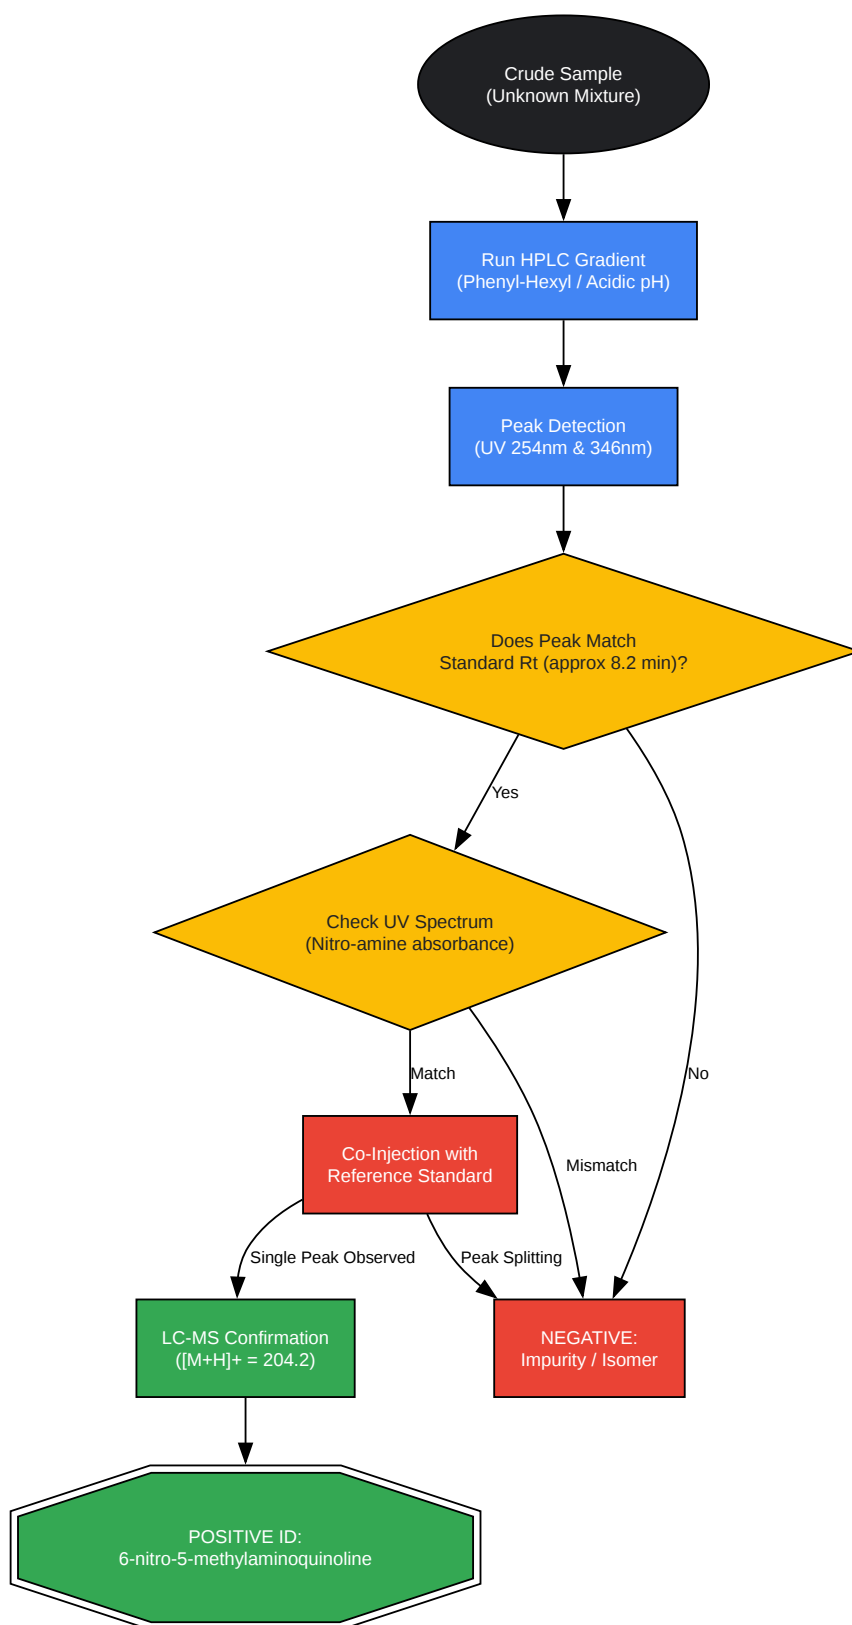 Crude Sample
(Unknown Mixture)
Run HPLC Gradient
(Phenyl-Hexyl / Acidic pH)
Peak Detection
(UV 254nm & 346nm)
Does Peak Match
Standard Rt (approx 8.2 min)?
Yes
Check UV Spectrum
(Nitro-amine absorbance)
Match
No
Co-Injection with
Reference Standard
Mismatch
Single Peak Observed
Peak Splitting
LC-MS Confirmation
([M+H]+ = 204.2)
NEGATIVE:
Impurity / Isomer
POSITIVE ID:
6-nitro-5-methylaminoquinoline